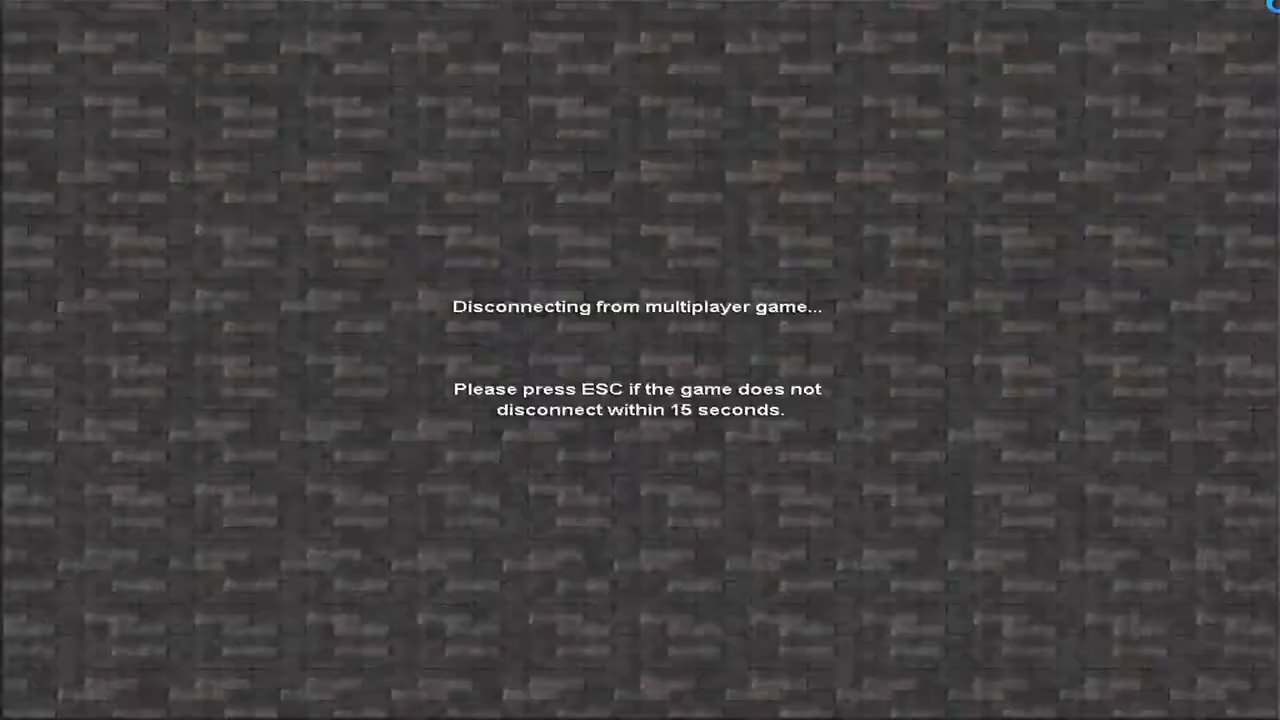 Disconnecting from multiplayer game...
Please press ESC if the game does not
disconnect within 15 seconds.